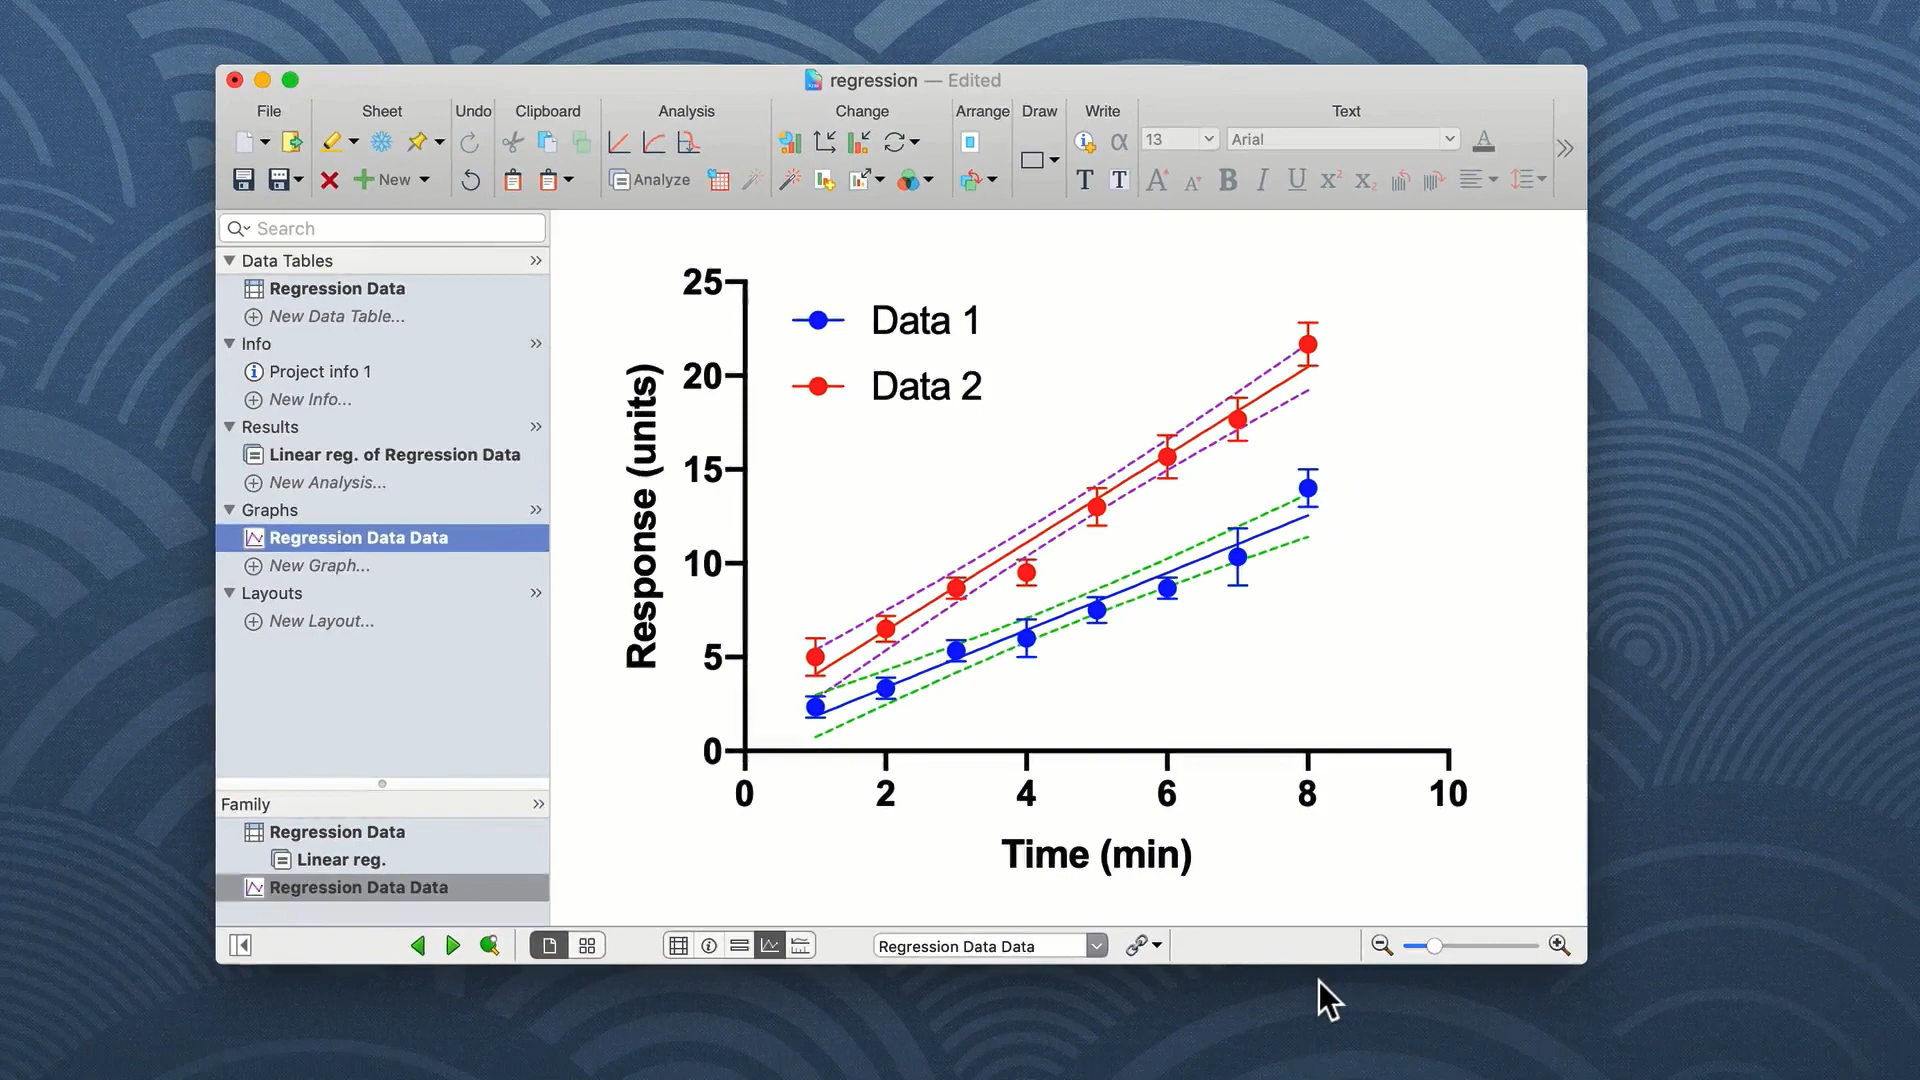 regression — Edited
File Sheet Undo Clipboard Analysis Change Arrange Draw Write Text
α 13 Arial A
New Analyze T T A A B I U X² X₂
Search
Data Tables
Regression Data
New Data Table...
Info
Project info 1
New Info...
Results
Linear reg. of Regression Data
New Analysis...
Graphs
Regression Data Data
New Graph...
Layouts
New Layout...
Family
Regression Data
Linear reg.
Regression Data Data
25
20
15
10
5
0
Response (units)
Data 1
Data 2
0 2 4 6 8 10
Time (min)
Regression Data Data